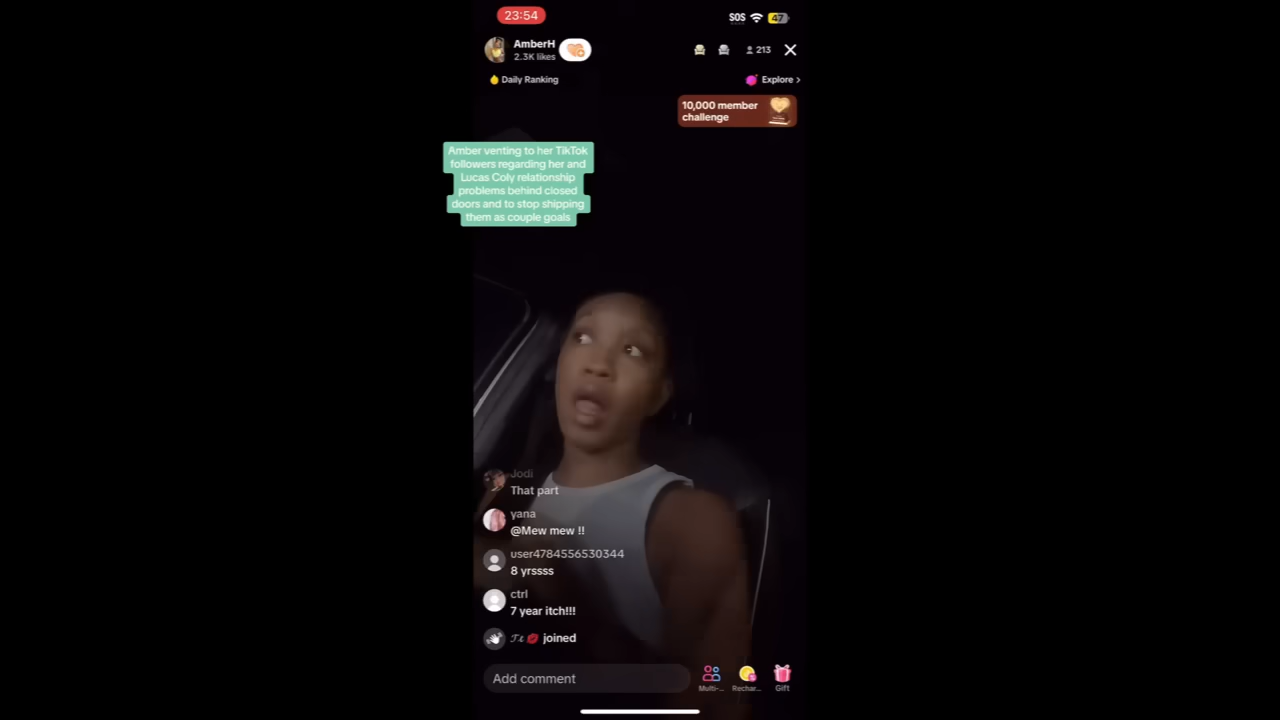 23:54
SOS
47
AmberH
2.3K likes
213
Daily Ranking
Explore >
10,000 member
challenge
Amber venting to her TikTok
followers regarding her and
Lucas Coly relationship
problems behind closed
doors and to stop shipping
them as couple goals
Jodi
That part
yana
@Mew mew !!
user4784556530344
8 yrssss
ctrl
7 year itch!!!
joined
Add comment
Multi-...
Rechar...
Gift